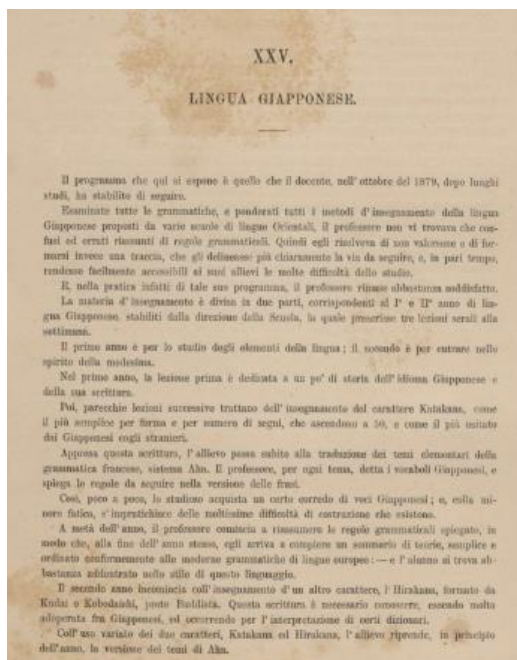 XXV.
LINGUA GIAPPONESE.
Il programma che qui si espone è quello che il docente, nell' ottobre del 1879, dopo lunghi
studi, ha stabilito di seguire.
Esaminate tutte le grammatiche, e ponderati tutti i metodi d' insegnamento della lingua
Giapponese proposti da varie scuole di lingue Orientali, il professore non vi trovava che con-
fusi ed errati riassunti di regole grammaticali. Quindi egli risolveva di non valersene e di for-
marsi invece una traccia, che gli delineasse più chiaramente la via da seguire, e, in pari tempo,
rendesse facilmente accessibili ai suoi allievi le molte difficoltà dello studio.
E, nella pratica infatti di tale suo programma, il professore rimase abbastanza soddisfatto.
La materia d' insegnamento è divisa in due parti, corrispondenti al I° e II° anno di lin-
gua Giapponese, stabiliti dalla direzione della Scuola, la quale prescrisse tre lezioni serali alla
settimana.
Il primo anno è per lo studio degli elementi della lingua; il secondo è per entrare nello
spirito della medesima.
Nel primo anno, la lezione prima è dedicata a un po' di storia dell' idioma Giapponese e
della sua scrittura.
Poi, parecchie lezioni successive trattano dell' insegnamento del carattere Katakana, come
il più semplice per forma e per numero di segni, che ascendono a 50, e come il più usitato
dai Giapponesi cogli stranieri.
Appresa questa scrittura, l' allievo passa subito alla traduzione dei temi elementari della
grammatica francese, sistema Ahn. Il professore, per ogni tema, detta i vocaboli Giapponesi, e
spiega le regole da seguire nella versione delle frasi.
Così, poco a poco, lo studioso acquista un certo corredo di voci Giapponesi; e, colla mi-
nore fatica, s' impratichisce delle moltissime difficoltà di costruzione che esistono.
A metà dell' anno, il professore comincia a riassumere le regole grammaticali spiegate, in
modo che, alla fine dell' anno stesso, egli arriva a compiere un sommario di teorie, semplice e
ordinato conformemente alle moderne grammatiche di lingue europee: — e l' alunno si trova ab-
bastanza addentrato nello stile di questo linguaggio.
Il secondo anno incomincia coll' insegnamento d' un altro carattere, l' Hirakana, formato da
Kudai o Kobodaishi, prete Buddista. Questa scrittura è necessario conoscere, essendo molto
adoperata fra Giapponesi, ed occorrendo per l' interpretazione di certi dizionari.
Coll' uso variato dei due caratteri, Katakana ed Hirakana, l' allievo riprende, in principio
dell' anno, la versione dei temi di Ahn.